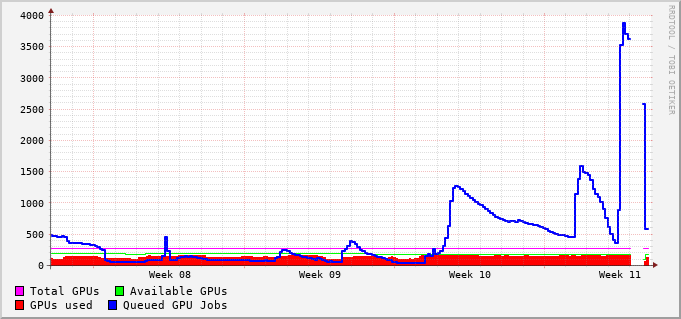 4000
3500
3000
2500
2000
1500
1000
500
0
Week 08 Week 09 Week 10 Week 11
Total GPUs Available GPUs
GPUs used Queued GPU Jobs
RRDTOOL / TOBI OETIKER